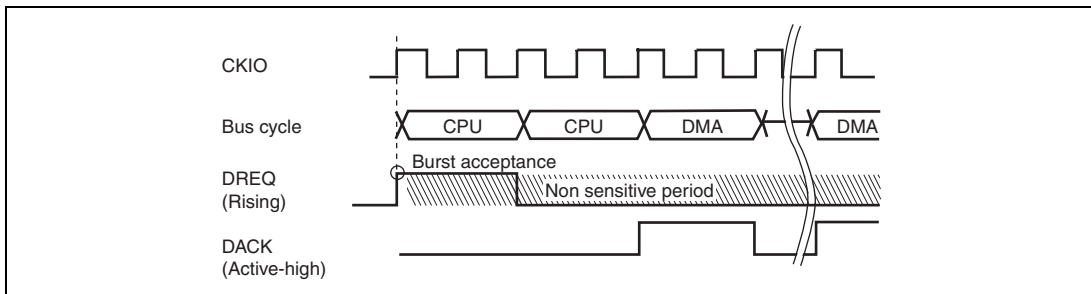 CKIO
Bus cycle
CPU
CPU
DMA
DMA
Burst acceptance
DREQ
(Rising)
Non sensitive period
DACK
(Active-high)